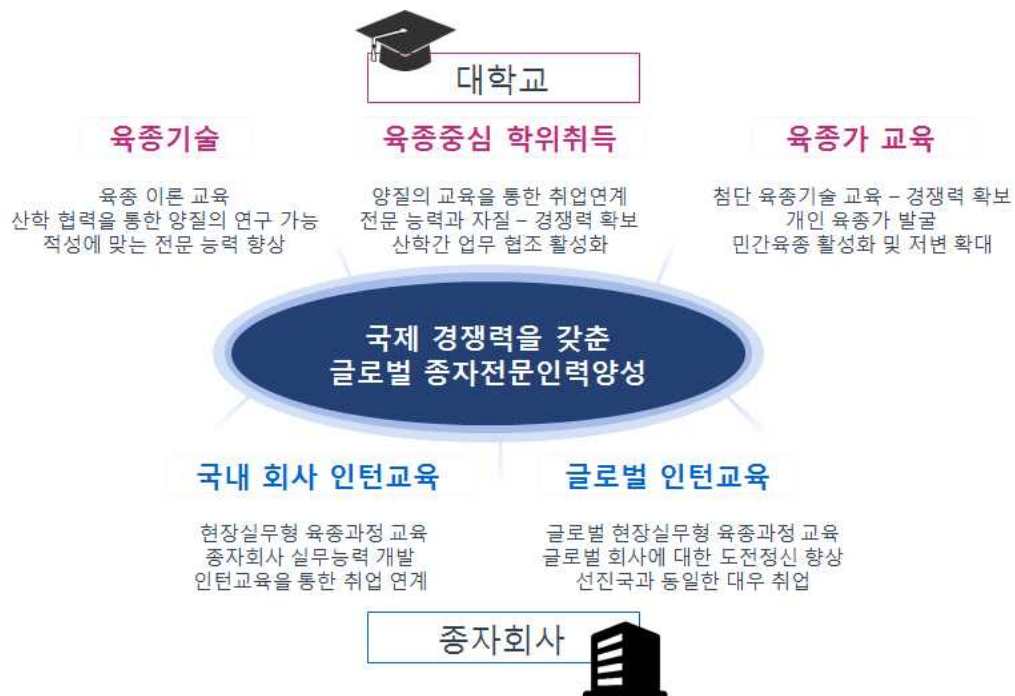 대학교
육종기술
육종 이론 교육
산학 협력을 통한 양질의 연구 가능
적성에 맞는 전문 능력 향상
육종중심 학위취득
양질의 교육을 통한 취업연계
전문 능력과 자질 – 경쟁력 확보
산학간 업무 협조 활성화
육종가 교육
첨단 육종기술 교육 – 경쟁력 확보
개인 육종가 발굴
민간육종 활성화 및 저변 확대
국제 경쟁력을 갖춘
글로벌 종자전문인력양성
국내 회사 인턴교육
현장실무형 육종과정 교육
종자회사 실무능력 개발
인턴교육을 통한 취업 연계
글로벌 인턴교육
글로벌 현장실무형 육종과정 교육
글로벌 회사에 대한 도전정신 향상
선진국과 동일한 대우 취업
종자회사